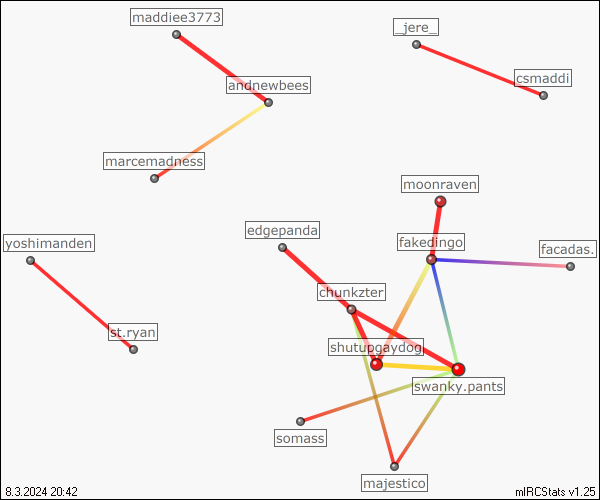 maddiee3773
_jere_
csmaddi
andnewbees
marcemadness
moonraven
edgepanda
fakedingo
facadas.
yoshimanden
chunkzter
st.ryan
shutupgaydog
swanky.pants
somass
majestico
8.3.2024 20:42
mIRCStats v1.25